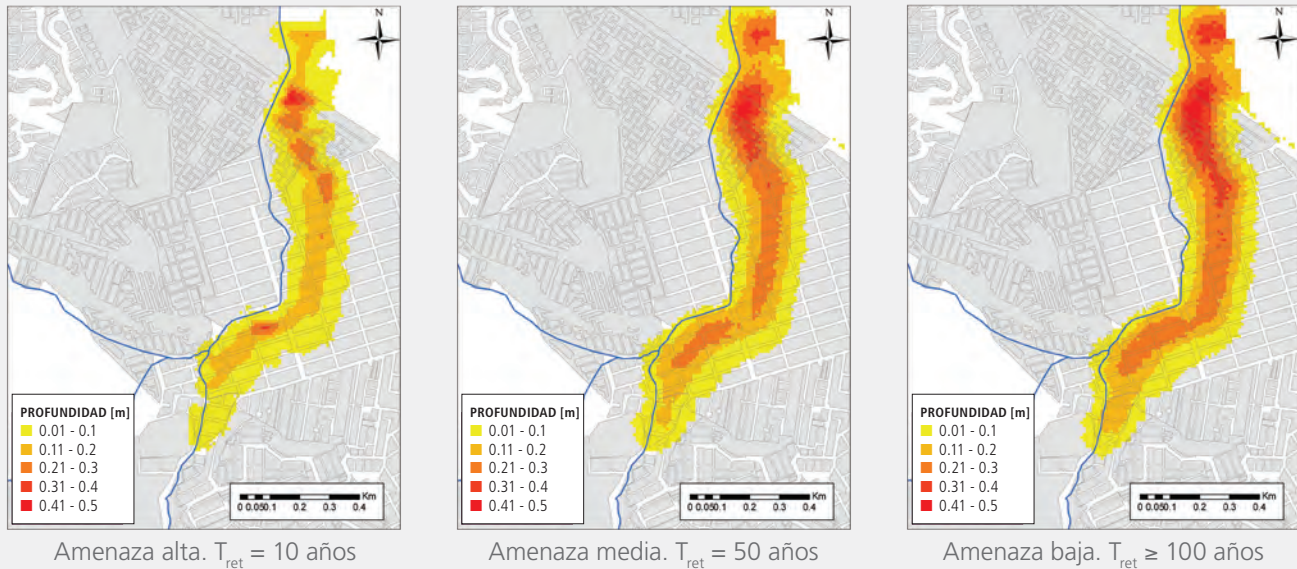 N
PROFUNDIDAD [m]
0.01 - 0.1
0.11 - 0.2
0.21 - 0.3
0.31 - 0.4
0.41 - 0.5
Km
0 0.050.1 0.2 0.3 0.4
Amenaza alta. Tret = 10 años
N
PROFUNDIDAD [m]
0.01 - 0.1
0.11 - 0.2
0.21 - 0.3
0.31 - 0.4
0.41 - 0.5
Km
0 0.050.1 0.2 0.3 0.4
Amenaza media. Tret = 50 años
N
PROFUNDIDAD [m]
0.01 - 0.1
0.11 - 0.2
0.21 - 0.3
0.31 - 0.4
0.41 - 0.5
Km
0 0.050.1 0.2 0.3 0.4
Amenaza baja. Tret ≥ 100 años